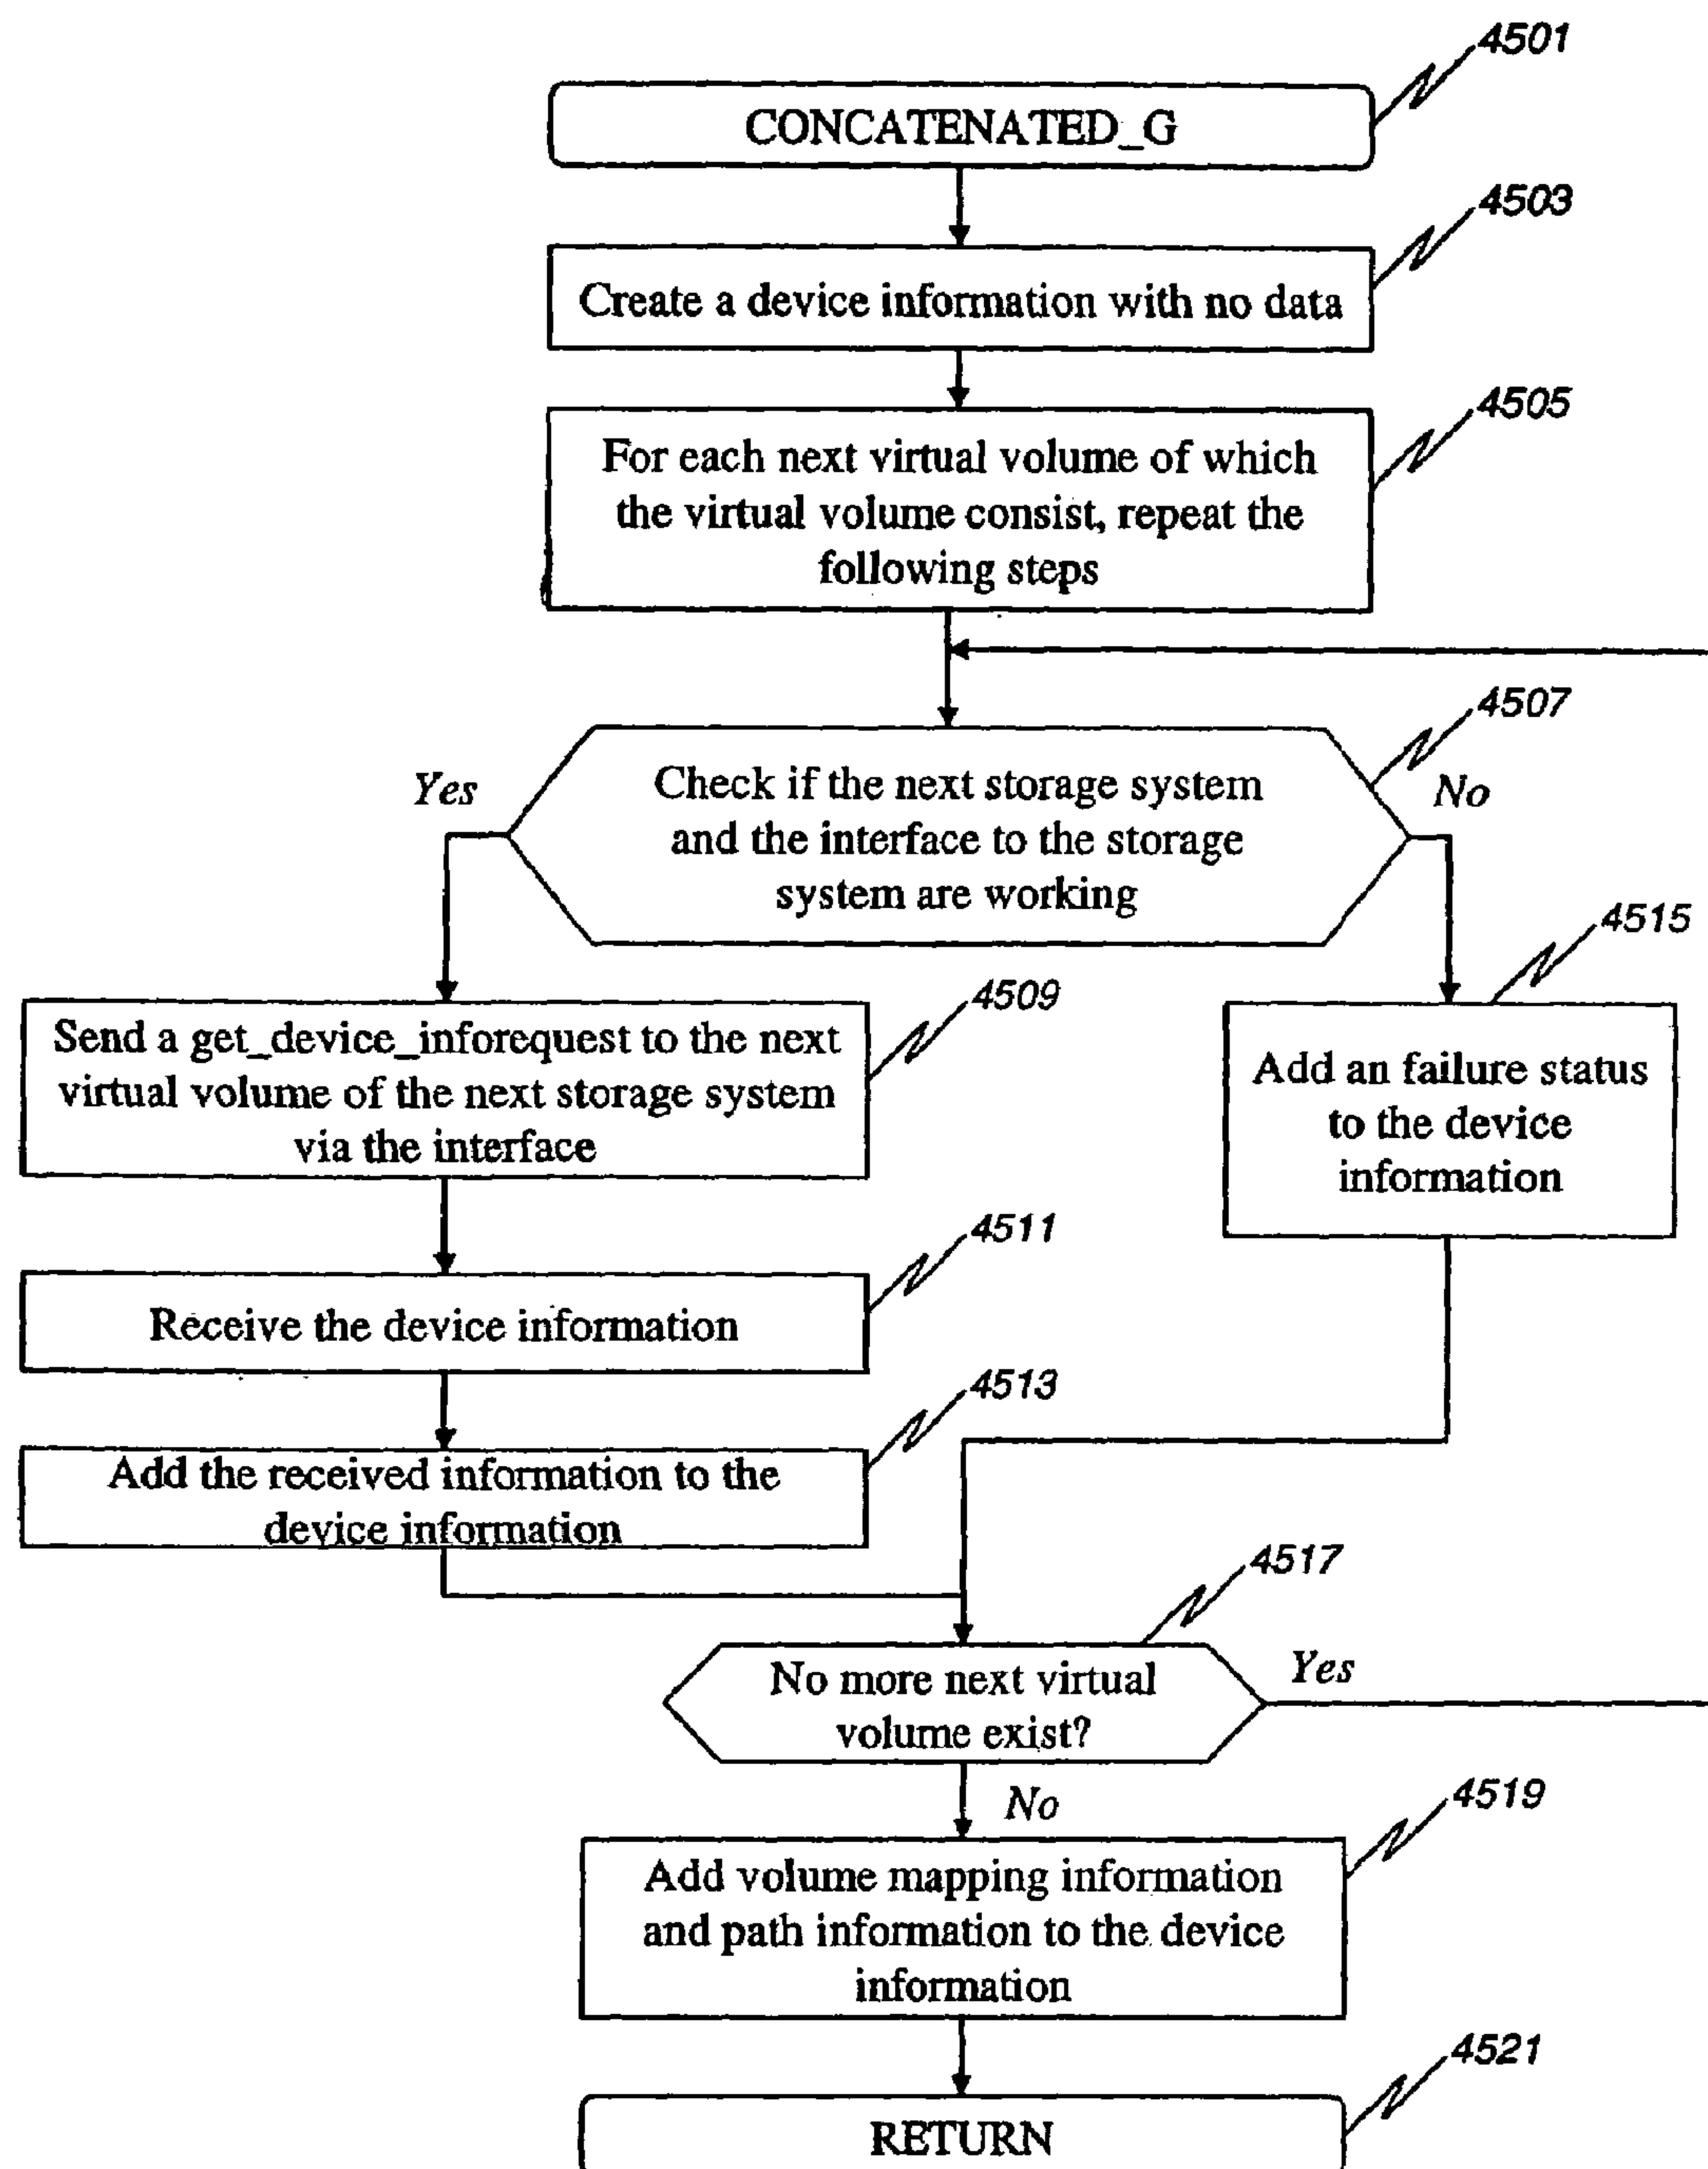 4501
CONCATENATED_G
4503
Create a device information with no data
4505
For each next virtual volume of which
the virtual volume consist, repeat the
following steps
4507
Yes
Check if the next storage system
and the interface to the storage
system are working
No
4515
4509
Send a get_device_inforequest to the next
virtual volume of the next storage system
via the interface
Add an failure status
to the device
information
4511
Receive the device information
4513
Add the received information to the
device information
4517
No more next virtual
volume exist?
Yes
No
4519
Add volume mapping information
and path information to the device
information
4521
RETURN